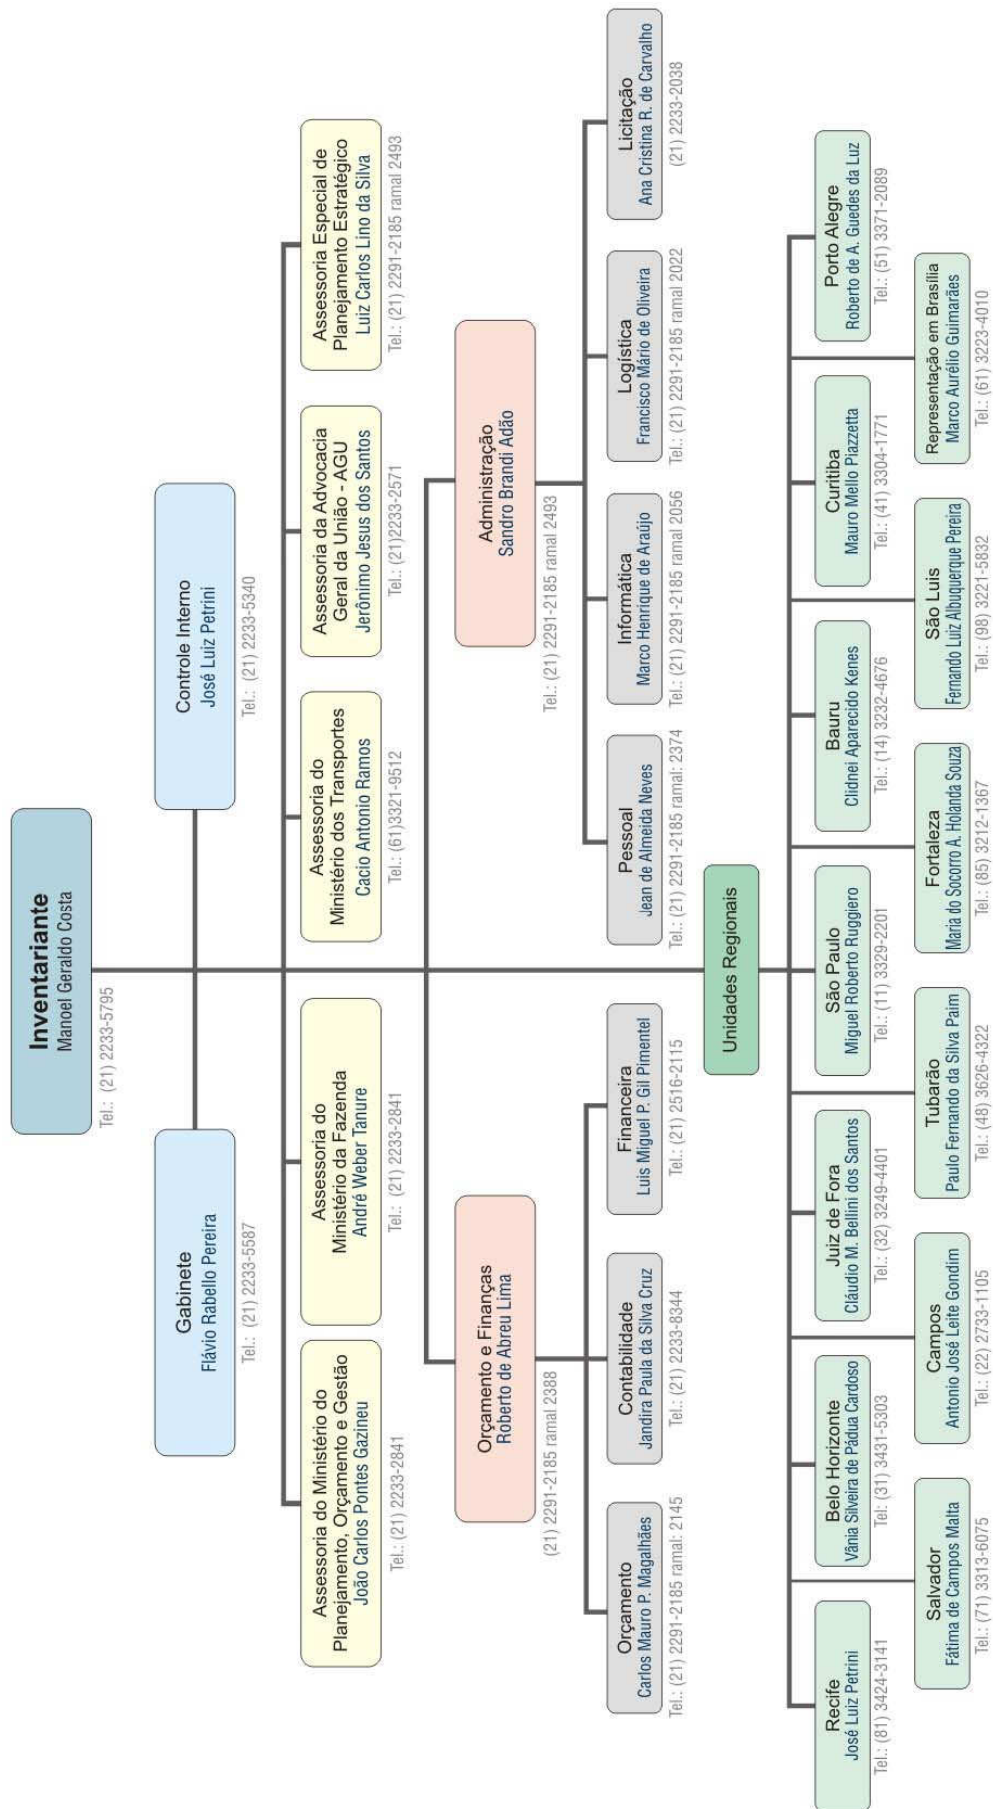 Inventariante
Manoel Geraldo Costa
Tel.: (21) 2233-5795
Gabinete
Flávio Rabello Pereira
Tel.: (21) 2233-5587
Controle Interno
José Luiz Petrini
Tel.: (21) 2233-5340
Assessoria do Ministério do
Planejamento, Orçamento e Gestão
João Carlos Pontes Gazineu
Tel.: (21) 2233-2841
Assessoria do
Ministério da Fazenda
André Weber Tanure
Tel.: (21) 2233-2841
Assessoria do
Ministério dos Transportes
Cacio Antonio Ramos
Tel.: (61)3321-9512
Assessoria da Advocacia
Geral da União - AGU
Jerônimo Jesus dos Santos
Tel.: (21)2233-2571
Assessoria Especial de
Planejamento Estratégico
Luiz Carlos Lino da Silva
Tel.: (21) 2291-2185 ramal 2493
Orçamento e Finanças
Roberto de Abreu Lima
(21) 2291-2185 ramal 2388
Administração
Sandro Brandi Adão
Tel.: (21) 2291-2185 ramal 2493
Orçamento
Carlos Mauro P. Magalhães
Tel.: (21) 2291-2185 ramal: 2145
Contabilidade
Jandira Paula da Silva Cruz
Tel.: (21) 2233-8344
Financeira
Luis Miguel P. Gil Pimentel
Tel.: (21) 2516-2115
Pessoal
Jean de Almeida Neves
Tel.: (21) 2291-2185 ramal: 2374
Informática
Marco Henrique de Araújo
Tel.: (21) 2291-2185 ramal 2056
Logística
Francisco Mário de Oliveira
Tel.: (21) 2291-2185 ramal 2022
Licitação
Ana Cristina R. de Carvalho
(21) 2233-2038
Unidades Regionais
Recife
José Luiz Petrini
Tel.: (81) 3424-3141
Belo Horizonte
Vânia Silveira de Pádua Cardoso
Tel: (31) 3431-5303
Juiz de Fora
Cláudio M. Bellini dos Santos
Tel.: (32) 3249-4401
São Paulo
Miguel Roberto Ruggiero
Tel.: (11) 3329-2201
Bauru
Clidnei Aparecido Kenes
Tel.: (14) 3232-4676
Curitiba
Mauro Mello Piazzetta
Tel.: (41) 3304-1771
Porto Alegre
Roberto de A. Guedes da Luz
Tel.: (51) 3371-2089
Salvador
Fátima de Campos Malta
Tel.: (71) 3313-6075
Campos
Antonio José Leite Gondim
Tel.: (22) 2733-1105
Tubarão
Paulo Fernando da Silva Paim
Tel.: (48) 3626-4322
Fortaleza
Maria do Socorro A. Holanda Souza
Tel.: (85) 3212-1367
São Luis
Fernando Luiz Albuquerque Pereira
Tel.: (98) 3221-5832
Representação em Brasília
Marco Aurélio Guimarães
Tel.: (61) 3223-4010